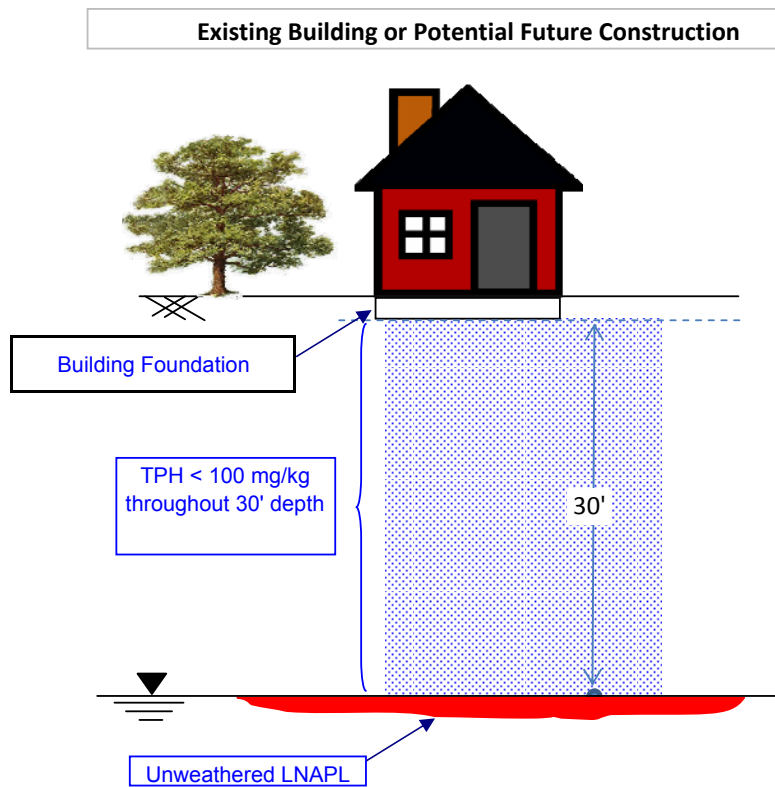 Existing Building or Potential Future Construction
Building Foundation
TPH < 100 mg/kg
throughout 30' depth
30'
Unweathered LNAPL